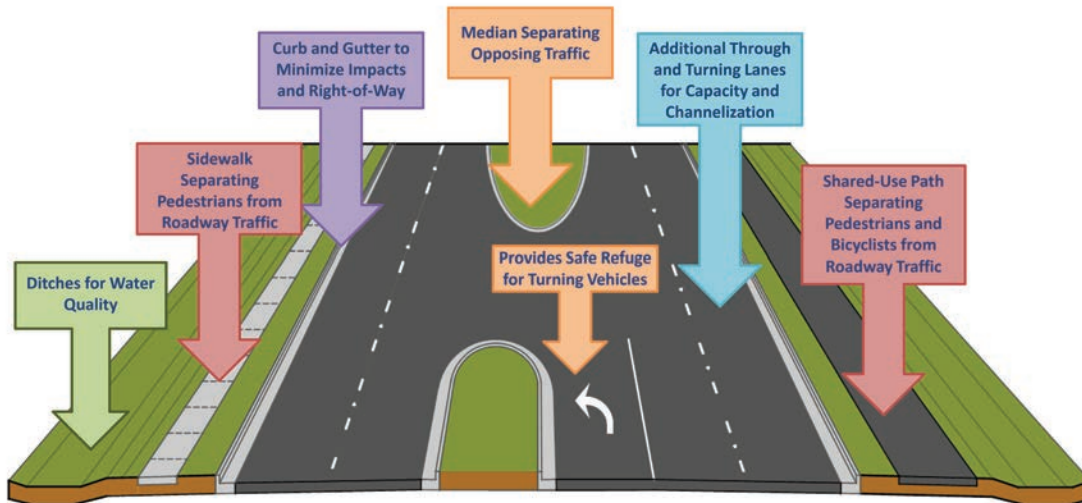 Curb and Gutter to
Minimize Impacts
and Right-of-Way
Median Separating
Opposing Traffic
Additional Through
and Turning Lanes
for Capacity and
Channelization
Sidewalk
Separating
Pedestrians from
Roadway Traffic
Shared-Use Path
Separating
Pedestrians and
Bicyclists from
Roadway Traffic
Provides Safe Refuge
for Turning Vehicles
Ditches for Water
Quality